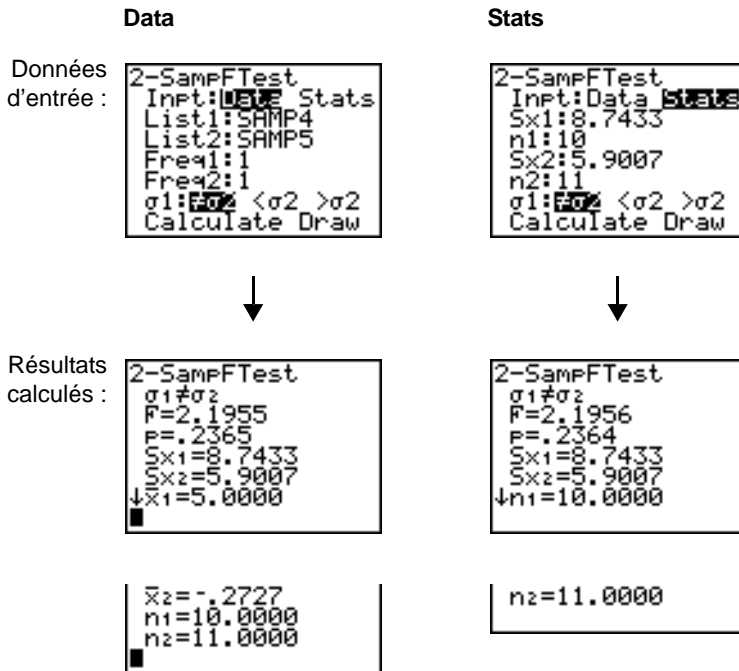 Data
Stats
Données
d'entrée :
2-SampFTest
Inpt:Data Stats
List1:SAMP4
List2:SAMP5
Freq1:1
Freq2:1
σ1:≠σ2 <σ2 >σ2
Calculate Draw
2-SampFTest
Inpt:Data Stats
Sx1:8.7433
n1:10
Sx2:5.9007
n2:11
σ1:≠σ2 <σ2 >σ2
Calculate Draw
Résultats
calculés :
2-SampFTest
σ1≠σ2
F=2.1955
p=.2365
Sx1=8.7433
Sx2=5.9007
↓x̄1=5.0000
2-SampFTest
σ1≠σ2
F=2.1956
p=.2364
Sx1=8.7433
Sx2=5.9007
↓n1=10.0000
x̄2=-.2727
n1=10.0000
n2=11.0000
n2=11.0000